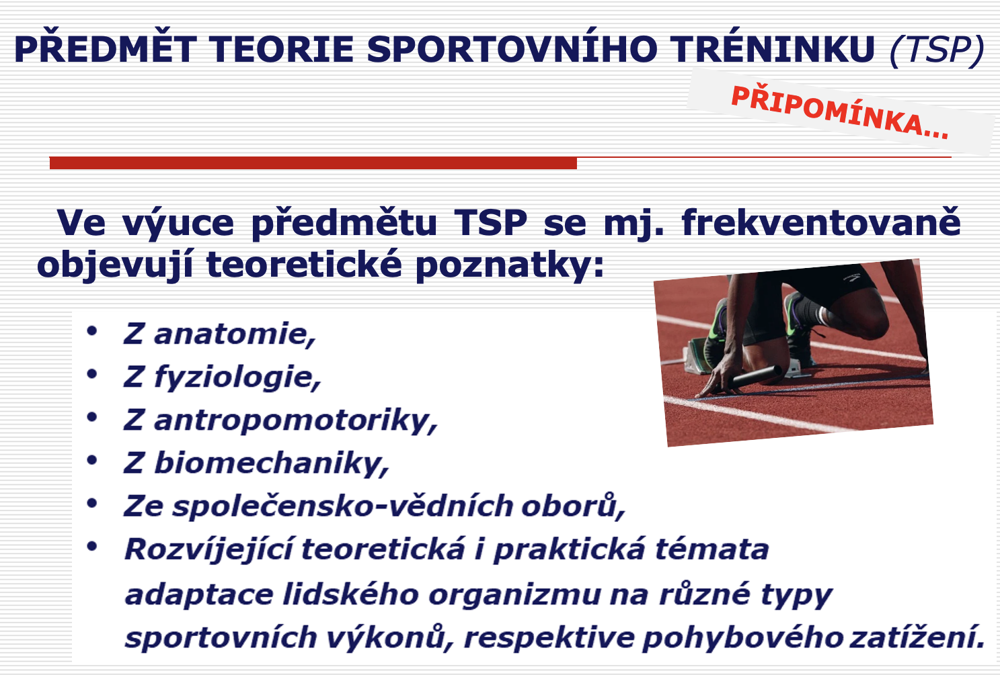 PŘEDMĚT TEORIE SPORTOVNÍHO TRÉNINKU (TSP)
PŘIPOMÍNKA...
Ve výuce předmětu TSP se mj. frekventovaně
objevují teoretické poznatky:
• Z anatomie,
• Z fyziologie,
• Z antropomotoriky,
• Z biomechaniky,
• Ze společensko-vědních oborů,
• Rozvíjející teoretická i praktická témata
adaptace lidského organizmu na různé typy
sportovních výkonů, respektive pohybového zatížení.